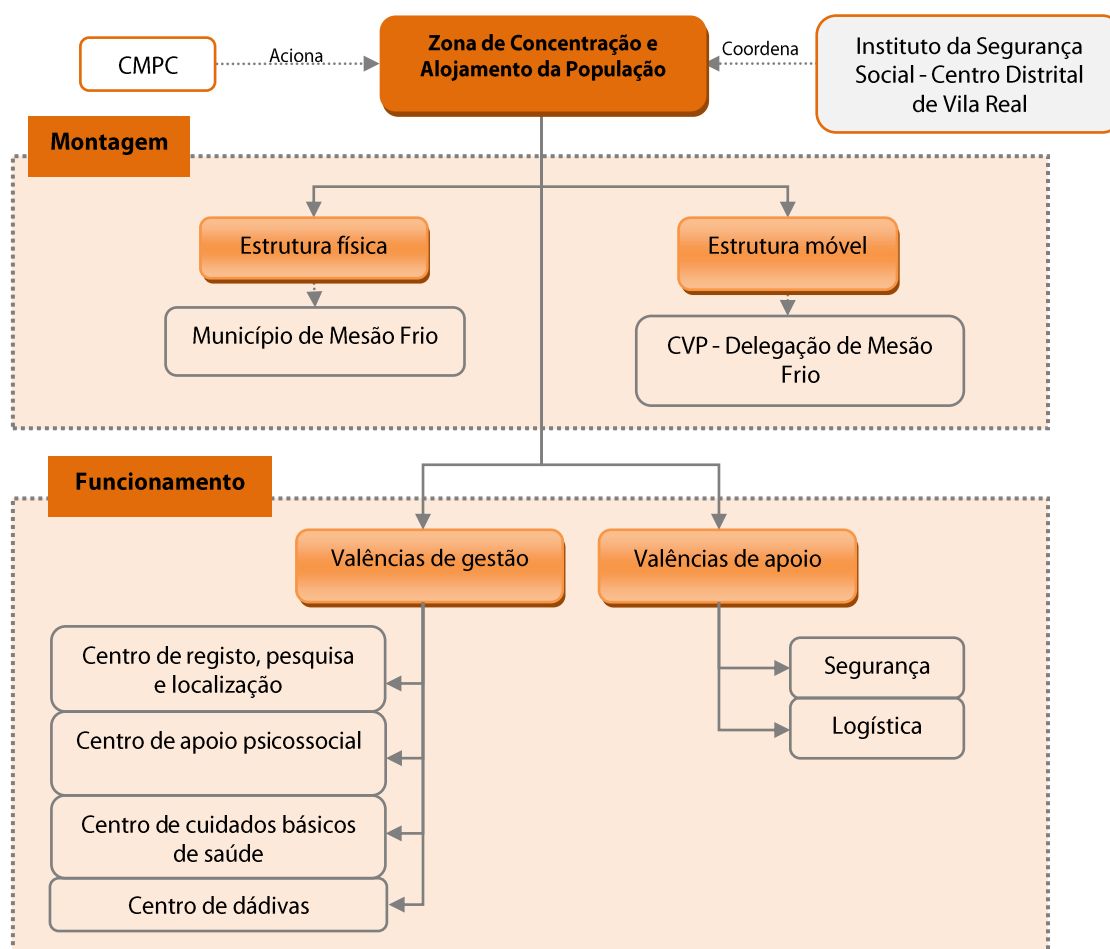 CMPC
Aciona
Zona de Concentração e
Alojamento da População
Coordena
Instituto da Segurança
Social - Centro Distrital
de Vila Real
Montagem
Estrutura física
Estrutura móvel
Município de Mesão Frio
CVP - Delegação de Mesão
Frio
Funcionamento
Valências de gestão
Valências de apoio
Centro de registo, pesquisa
e localização
Centro de apoio psicossocial
Centro de cuidados básicos
de saúde
Centro de dádivas
Segurança
Logística